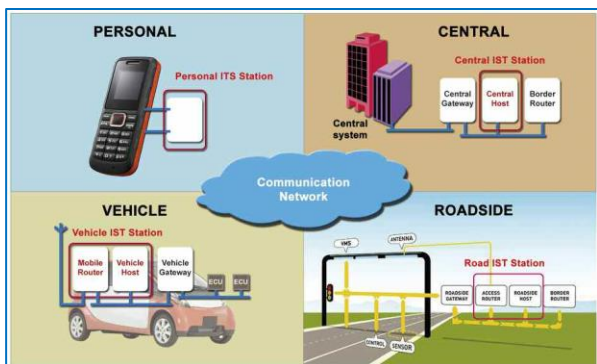 PERSONAL
Personal ITS Station
CENTRAL
Central IST Station
Central
Gateway
Central
Host
Border
Router
Central
system
Communication
Network
VEHICLE
Vehicle IST Station
Mobile
Router
Vehicle
Host
Vehicle
Gateway
ECU
ECU
ROADSIDE
VMS
ANTENNA
Road IST Station
ROADSIDE
GATEWAY
ACCESS
ROUTER
ROADSIDE
HOST
BORDER
ROUTER
CONTROL
SENSOR